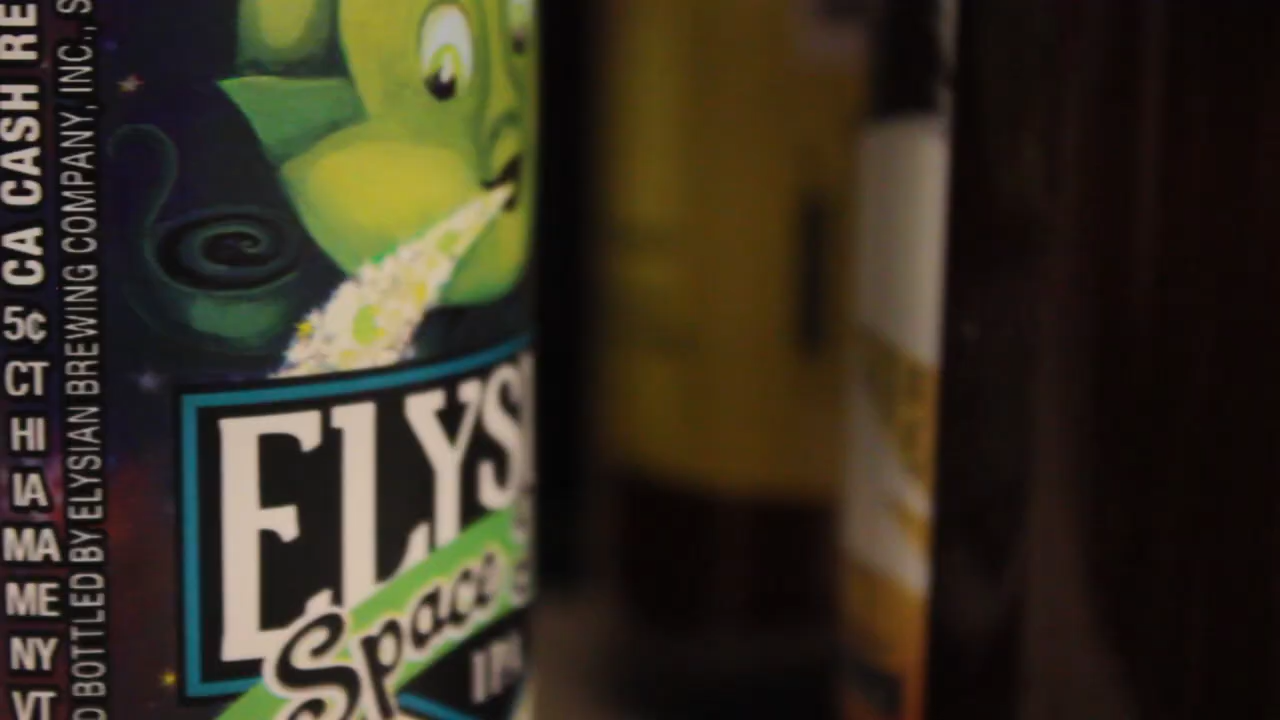 CA CASH RE
5¢
CT
HI
IA
MA
ME
NY
VT
BOTTLED BY ELYSIAN BREWING COMPANY, INC., S
ELYS
Space
IPA